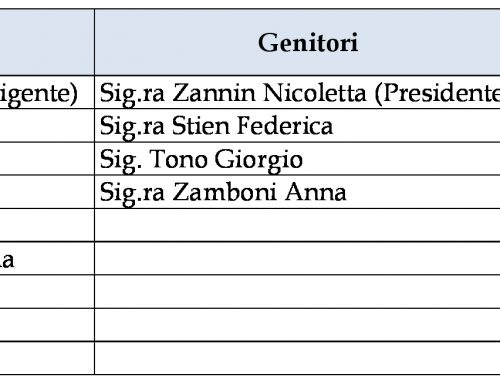 Genitori
igente) Sig.ra Zannin Nicoletta (Presidente
Sig.ra Stien Federica
Sig. Tono Giorgio
Sig.ra Zamboni Anna
a